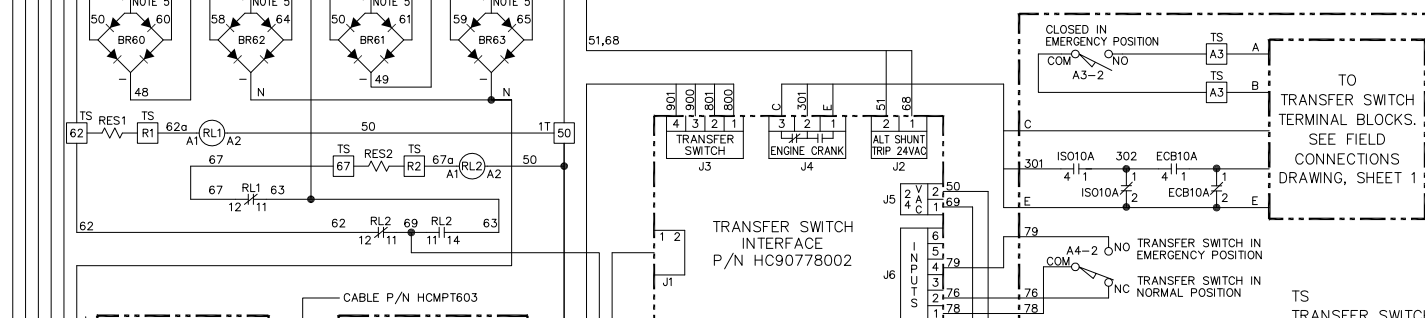 NOTE 5
NOTE 5
NOTE 5
NOTE 5
50 60
58 64
50 61
59 65
BR60
BR62
BR61
BR63
48
N
49
N
51,68
TS RES1 TS
62 R1 62a RL1 50 1T 50
A1 A2
67 TS RES2 TS
67 R2 67a RL2 50
A1 A2
67 RL1 63
12 11
62
62 RL2 69 RL2 63
12 11 11 14
CABLE P/N HCMPT603
901 900 801 800
4 3 2 1
TRANSFER
SWITCH
J3
C 301 E
3 2 1
ENGINE CRANK
J4
51 68
2 1
ALT SHUNT
TRIP 24VAC
J2
J5 24 VAC 2 50
1 69
TRANSFER SWITCH
INTERFACE
P/N HC90778002
1 2
J1
J6 INPUTS
6
5
4 79
3
2 76
1 78
CLOSED IN
EMERGENCY POSITION
COM NO
A3-2
TS
A3 A
TS
A3 B
C
301 ISO10A 302 ECB10A
4 1 4 1
ISO10A 1 2
ECB10A 1 2
E E
TO
TRANSFER SWITCH
TERMINAL BLOCKS.
SEE FIELD
CONNECTIONS
DRAWING, SHEET 1
79
A4-2 NO TRANSFER SWITCH IN
EMERGENCY POSITION
COM
NC TRANSFER SWITCH IN
NORMAL POSITION
76
78
TS
TRANSFER SWITCH